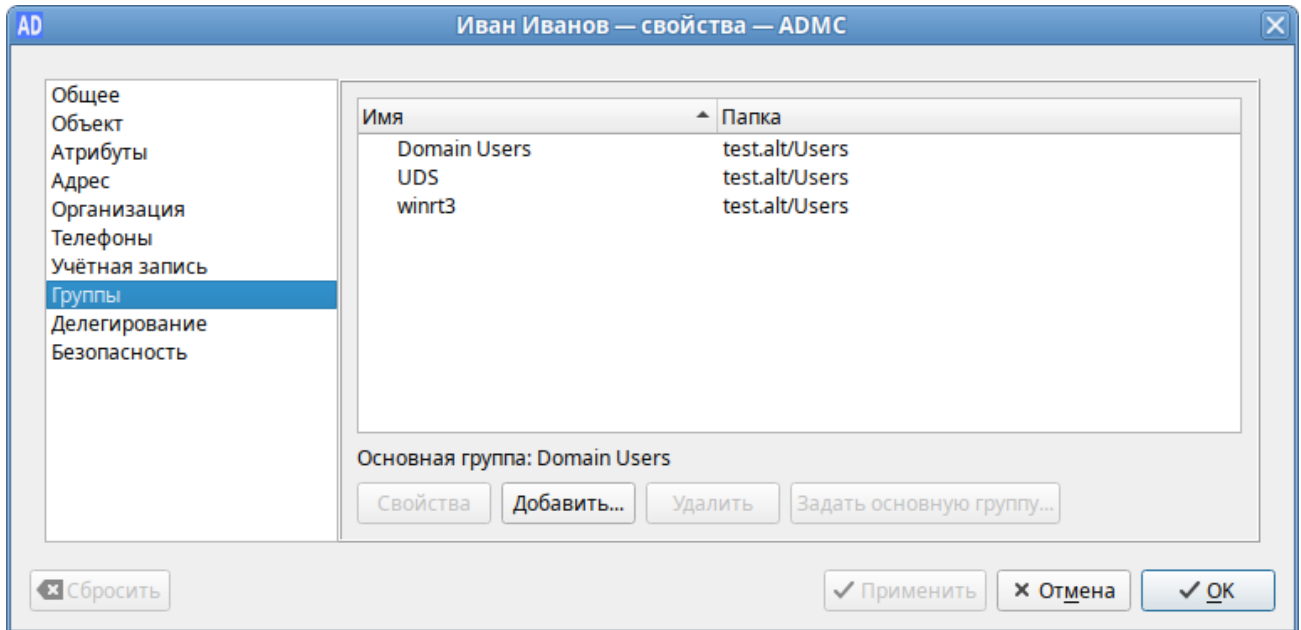 AD Иван Иванов — свойства — ADMC
Общее
Объект
Атрибуты
Адрес
Организация
Телефоны
Учётная запись
Группы
Делегирование
Безопасность
Имя Папка
Domain Users test.alt/Users
UDS test.alt/Users
winrt3 test.alt/Users
Основная группа: Domain Users
Свойства Добавить... Удалить Задать основную группу...
Сбросить Применить Отмена OK